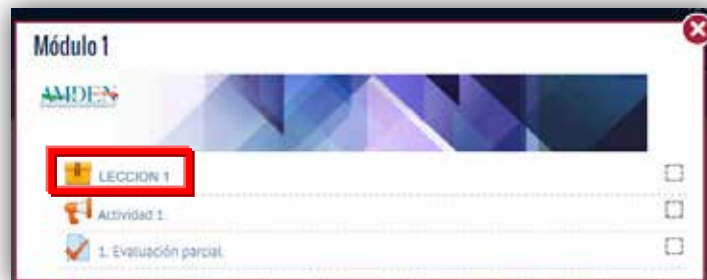 Módulo 1
AMDEN
LECCION 1
Actividad 1.
1. Evaluación parcial.